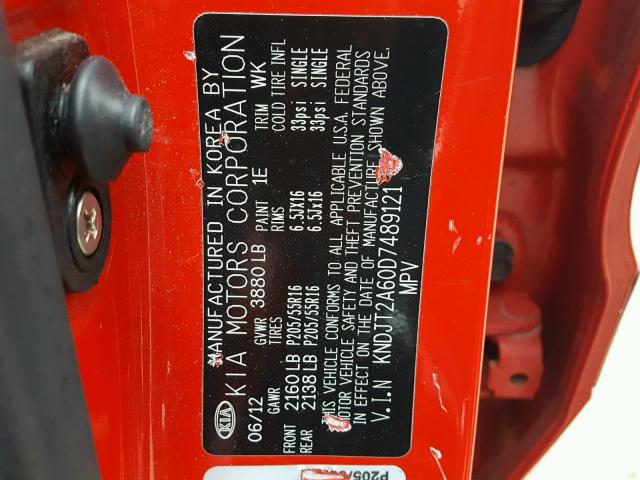 MANUFACTURED IN KOREA BY
KIA KIA MOTORS CORPORATION
06/12 GVWR 3880 LB PAINT 1E TRIM WK
GAWR TIRES RIMS COLD TIRE INFL
FRONT 2160 LB P205/55R16 6.5JX16 33psi SINGLE
REAR 2138 LB P205/55R16 6.5Jx16 33psi SINGLE
THIS VEHICLE CONFORMS TO ALL APPLICABLE U.S.A. FEDERAL
MOTOR VEHICLE SAFETY AND THEFT PREVENTION STANDARDS
IN EFFECT ON THE DATE OF MANUFACTURE SHOWN ABOVE.
V.I.N KNDJT2A60D7489121
MPV
P205/